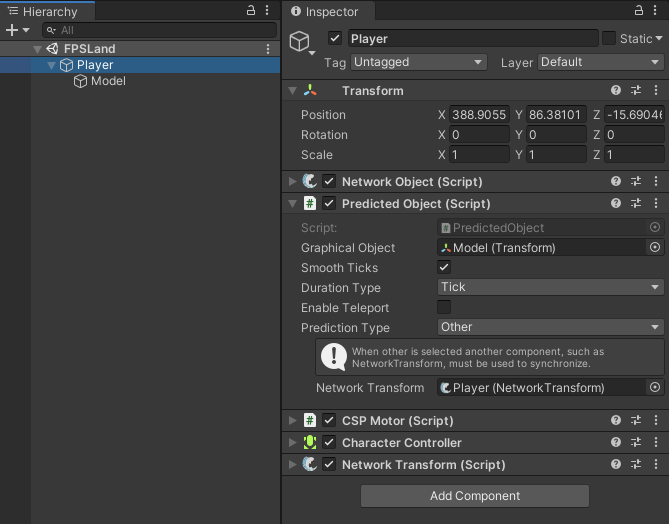 Hierarchy
All
FPSLand
Player
Model
Inspector
Player
Static
Tag Untagged Layer Default
Transform
Position X 388.9055 Y 86.38101 Z -15.69046
Rotation X 0 Y 0 Z 0
Scale X 1 Y 1 Z 1
Network Object (Script)
Predicted Object (Script)
Script: PredictedObject
Graphical Object Model (Transform)
Smooth Ticks
Duration Type Tick
Enable Teleport
Prediction Type Other
When other is selected another component, such as
NetworkTransform, must be used to synchronize.
Network Transform Player (NetworkTransform)
CSP Motor (Script)
Character Controller
Network Transform (Script)
Add Component